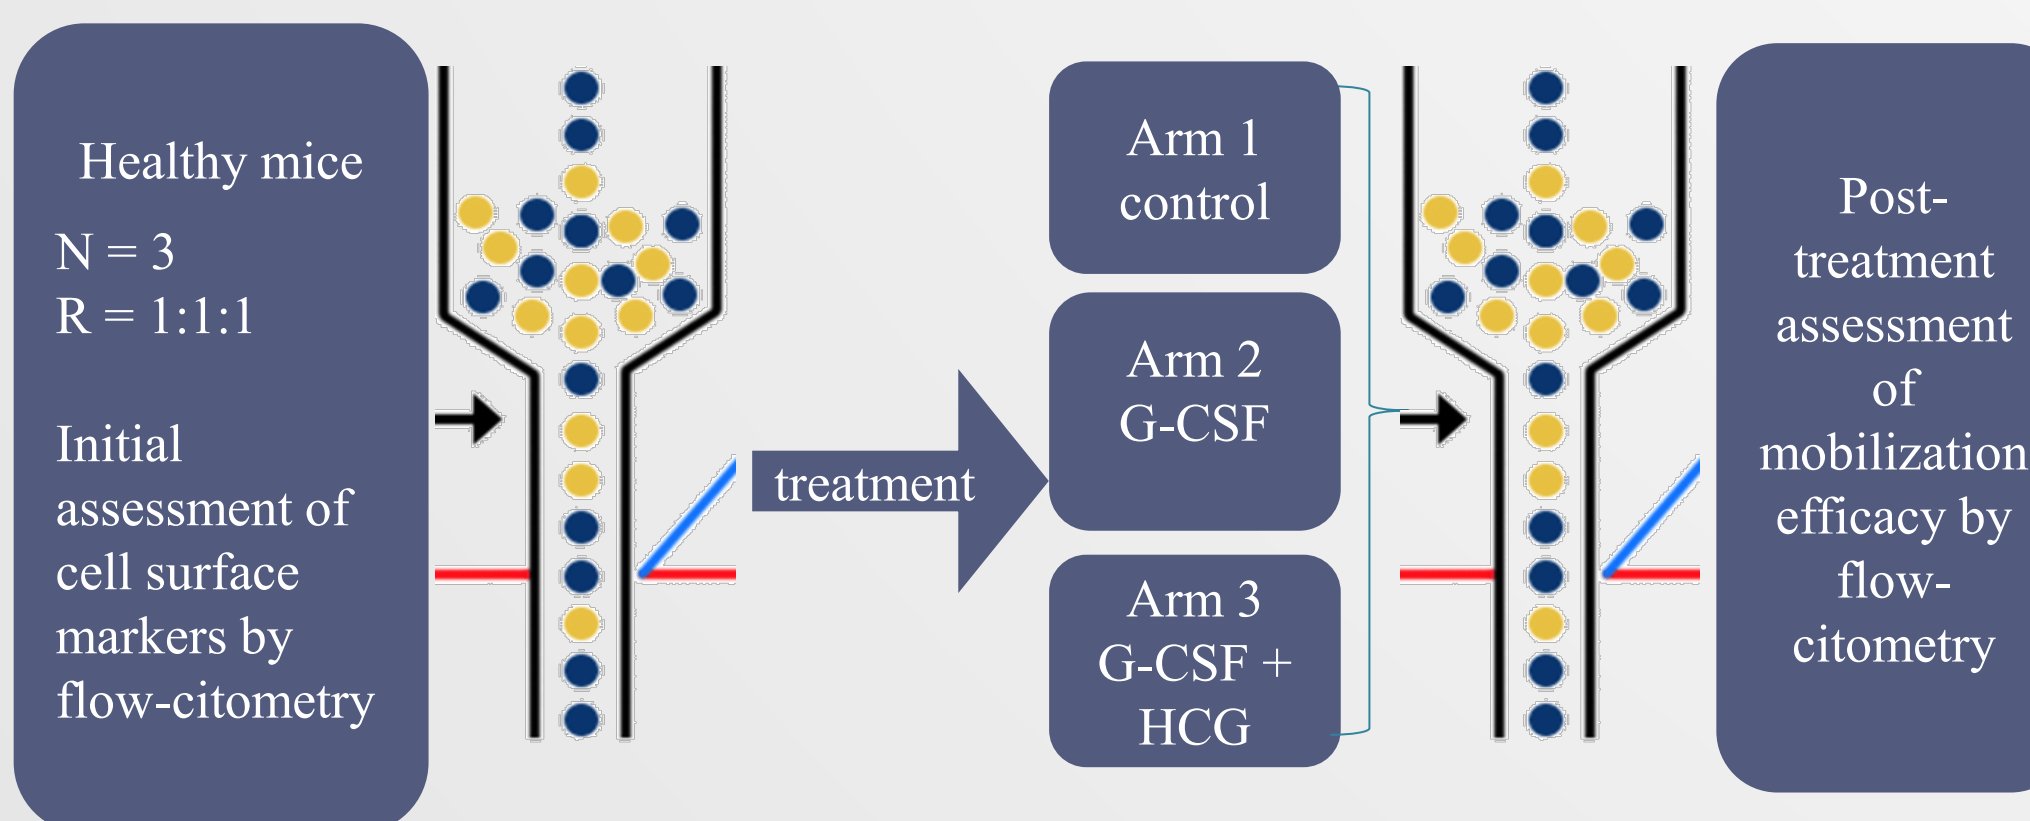 Healthy mice
N = 3
R = 1:1:1
Initial
assessment of
cell surface
markers by
flow-citometry
treatment
Arm 1
control
Arm 2
G-CSF
Arm 3
G-CSF +
HCG
Post-
treatment
assessment
of
mobilization
efficacy by
flow-
citometry